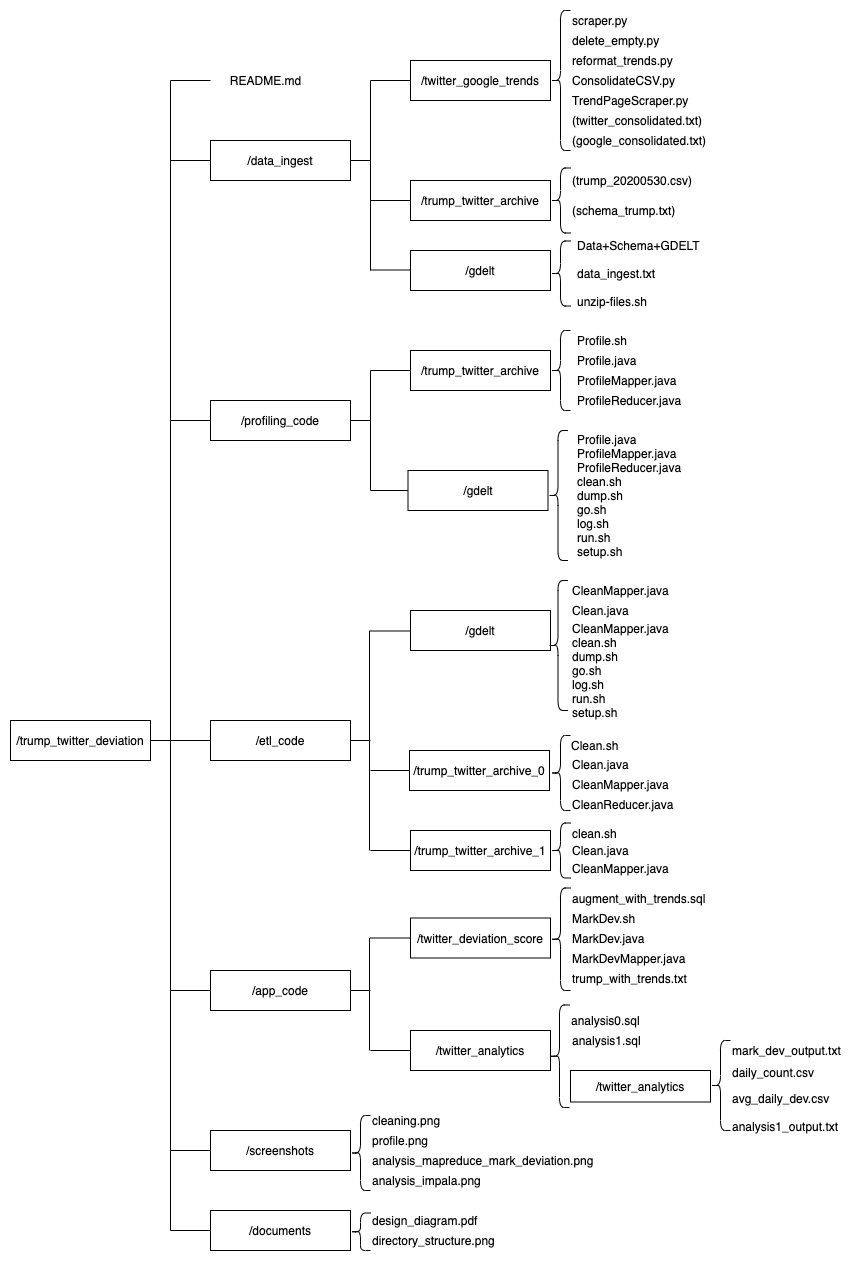 /trump_twitter_deviation
README.md
/data_ingest
/twitter_google_trends
scraper.py
delete_empty.py
reformat_trends.py
ConsolidateCSV.py
TrendPageScraper.py
(twitter_consolidated.txt)
(google_consolidated.txt)
/trump_twitter_archive
(trump_20200530.csv)
(schema_trump.txt)
/gdelt
Data+Schema+GDELT
data_ingest.txt
unzip-files.sh
/profiling_code
/trump_twitter_archive
Profile.sh
Profile.java
ProfileMapper.java
ProfileReducer.java
/gdelt
Profile.java
ProfileMapper.java
ProfileReducer.java
clean.sh
dump.sh
go.sh
log.sh
run.sh
setup.sh
/etl_code
/gdelt
CleanMapper.java
Clean.java
CleanMapper.java
clean.sh
dump.sh
go.sh
log.sh
run.sh
setup.sh
/trump_twitter_archive_0
Clean.sh
Clean.java
CleanMapper.java
CleanReducer.java
/trump_twitter_archive_1
clean.sh
Clean.java
CleanMapper.java
/app_code
/twitter_deviation_score
augment_with_trends.sql
MarkDev.sh
MarkDev.java
MarkDevMapper.java
trump_with_trends.txt
/twitter_analytics
analysis0.sql
analysis1.sql
/twitter_analytics
mark_dev_output.txt
daily_count.csv
avg_daily_dev.csv
analysis1_output.txt
/screenshots
cleaning.png
profile.png
analysis_mapreduce_mark_deviation.png
analysis_impala.png
/documents
design_diagram.pdf
directory_structure.png